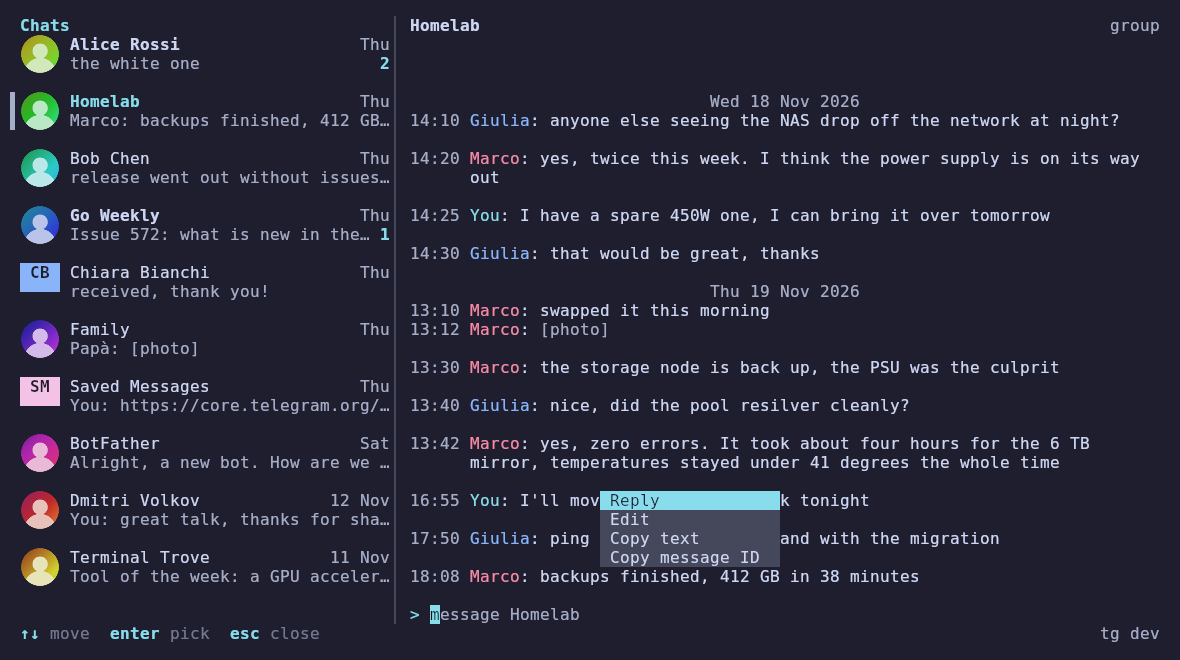 Chats
Alice Rossi Thu
the white one 2
Homelab Thu
Marco: backups finished, 412 GB…
Bob Chen Thu
release went out without issues…
Go Weekly Thu
Issue 572: what is new in the… 1
CB Chiara Bianchi Thu
received, thank you!
Family Thu
Papà: [photo]
SM Saved Messages Thu
You: https://core.telegram.org/…
BotFather Sat
Alright, a new bot. How are we …
Dmitri Volkov 12 Nov
You: great talk, thanks for sha…
Terminal Trove 11 Nov
Tool of the week: a GPU acceler…
Homelab group
Wed 18 Nov 2026
14:10 Giulia: anyone else seeing the NAS drop off the network at night?
14:20 Marco: yes, twice this week. I think the power supply is on its way
out
14:25 You: I have a spare 450W one, I can bring it over tomorrow
14:30 Giulia: that would be great, thanks
Thu 19 Nov 2026
13:10 Marco: swapped it this morning
13:12 Marco: [photo]
13:30 Marco: the storage node is back up, the PSU was the culprit
13:40 Giulia: nice, did the pool resilver cleanly?
13:42 Marco: yes, zero errors. It took about four hours for the 6 TB
mirror, temperatures stayed under 41 degrees the whole time
16:55 You: I'll mov k tonight
17:50 Giulia: ping and with the migration
18:08 Marco: backups finished, 412 GB in 38 minutes
Reply
Edit
Copy text
Copy message ID
> message Homelab
↑↓ move enter pick esc close tg dev